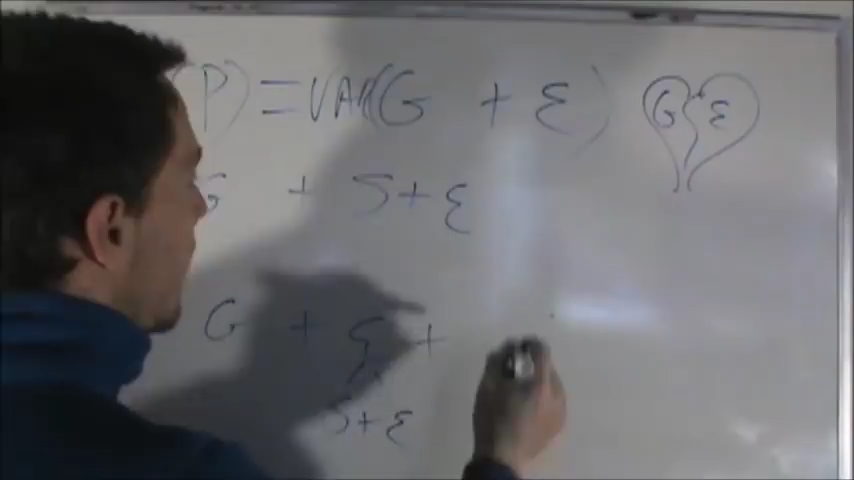 P) = VAR(G + ε) G ε
G + S + ε
G + S +
S + ε